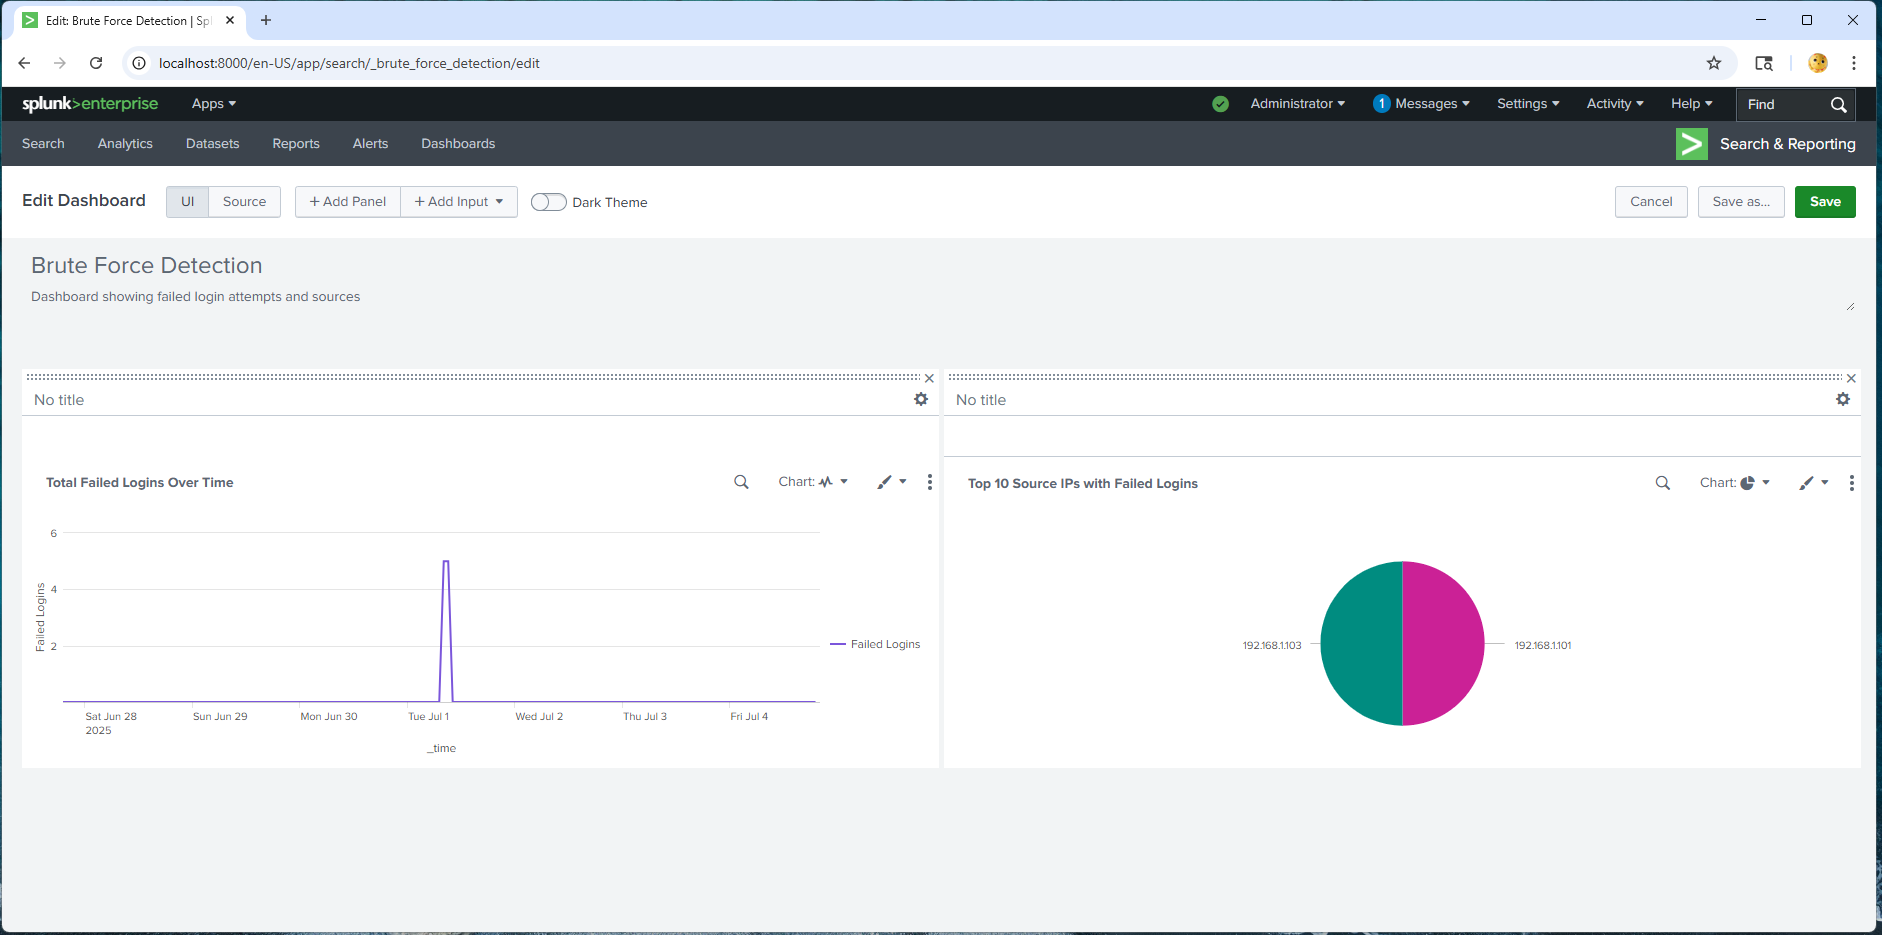 Edit: Brute Force Detection | Spl
localhost:8000/en-US/app/search/_brute_force_detection/edit
splunk>enterprise Apps Administrator 1 Messages Settings Activity Help Find
Search Analytics Datasets Reports Alerts Dashboards Search & Reporting
Edit Dashboard UI Source + Add Panel + Add Input Dark Theme Cancel Save as... Save
Brute Force Detection
Dashboard showing failed login attempts and sources
No title
Total Failed Logins Over Time Chart:
6
4
2
Failed Logins
Failed Logins
Sat Jun 28 Sun Jun 29 Mon Jun 30 Tue Jul 1 Wed Jul 2 Thu Jul 3 Fri Jul 4
2025
_time
No title
Top 10 Source IPs with Failed Logins Chart:
192.168.1.103 192.168.1.101